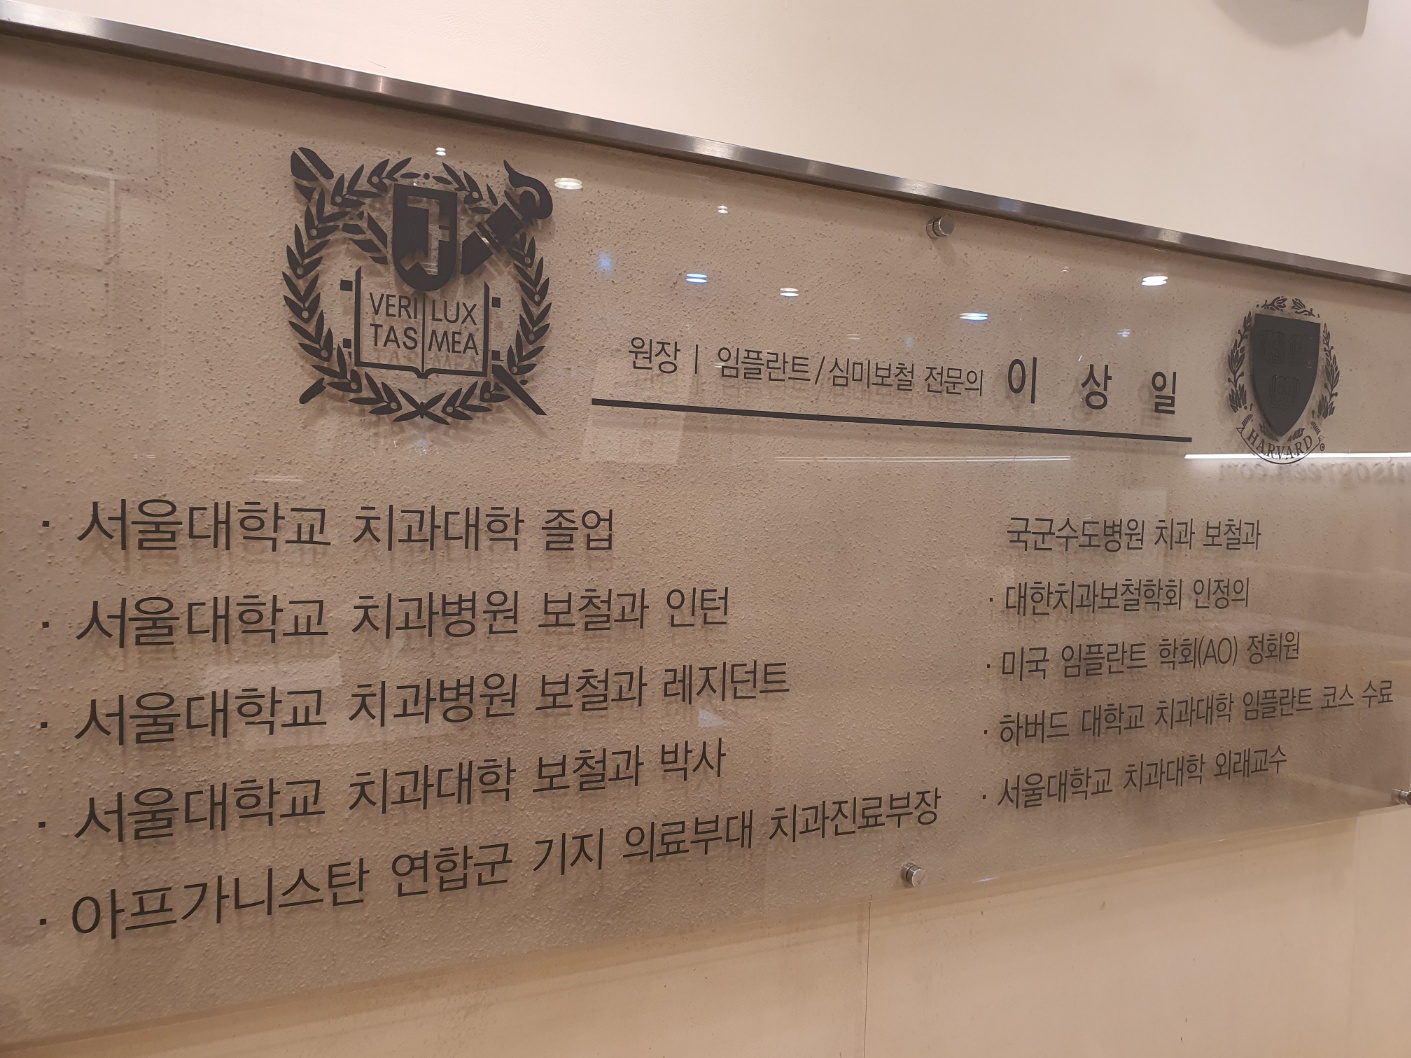 VERI LUX
TAS MEA
원장 | 임플란트/심미보철 전문의 이 상 일
HARVARD
· 서울대학교 치과대학 졸업
· 서울대학교 치과병원 보철과 인턴
· 서울대학교 치과병원 보철과 레지던트
· 서울대학교 치과대학 보철과 박사
· 아프가니스탄 연합군 기지 의료부대 치과진료부장
국군수도병원 치과 보철과
· 대한치과보철학회 인정의
· 미국 임플란트 학회(AO) 정회원
· 하버드 대학교 치과대학 임플란트 코스 수료
· 서울대학교 치과대학 외래교수